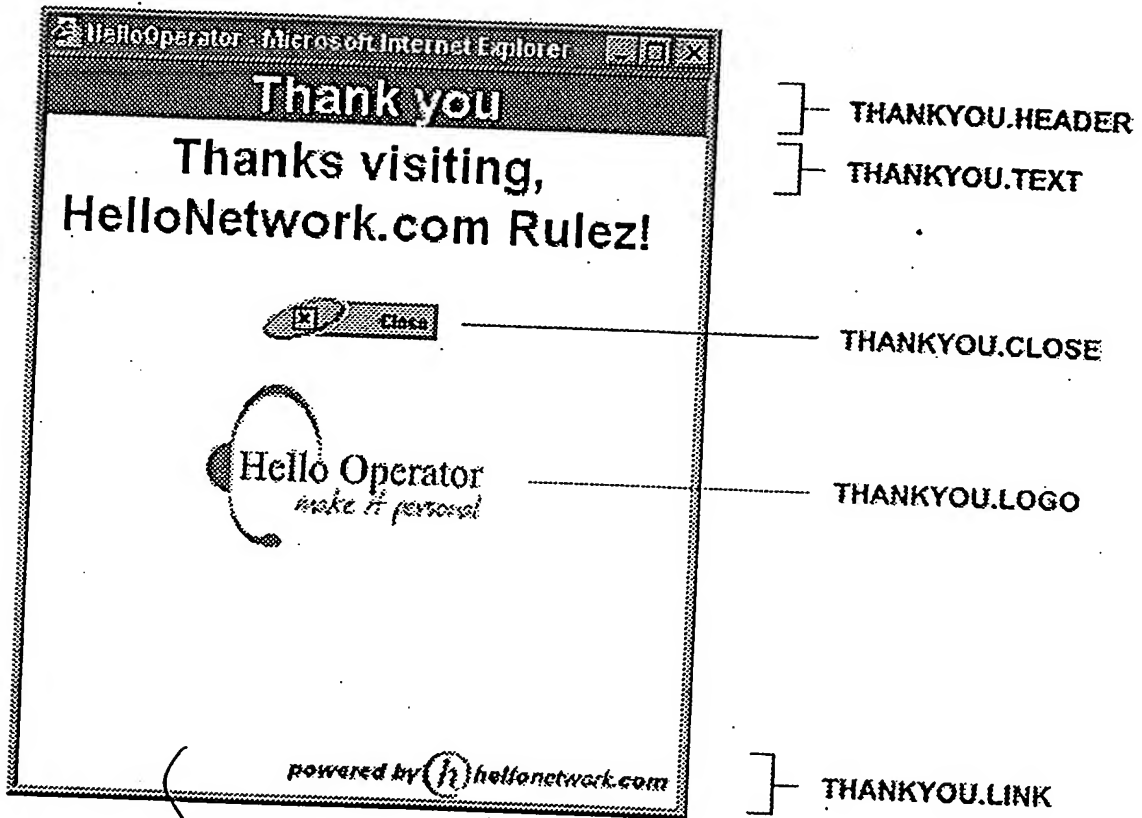 HelloOperator - Microsoft Internet Explorer
Thank you
THANKYOU.HEADER
Thanks visiting,
HelloNetwork.com Rulez!
THANKYOU.TEXT
Close
THANKYOU.CLOSE
Hello Operator
make it personal
THANKYOU.LOGO
powered by h hellonetwork.com
THANKYOU.LINK